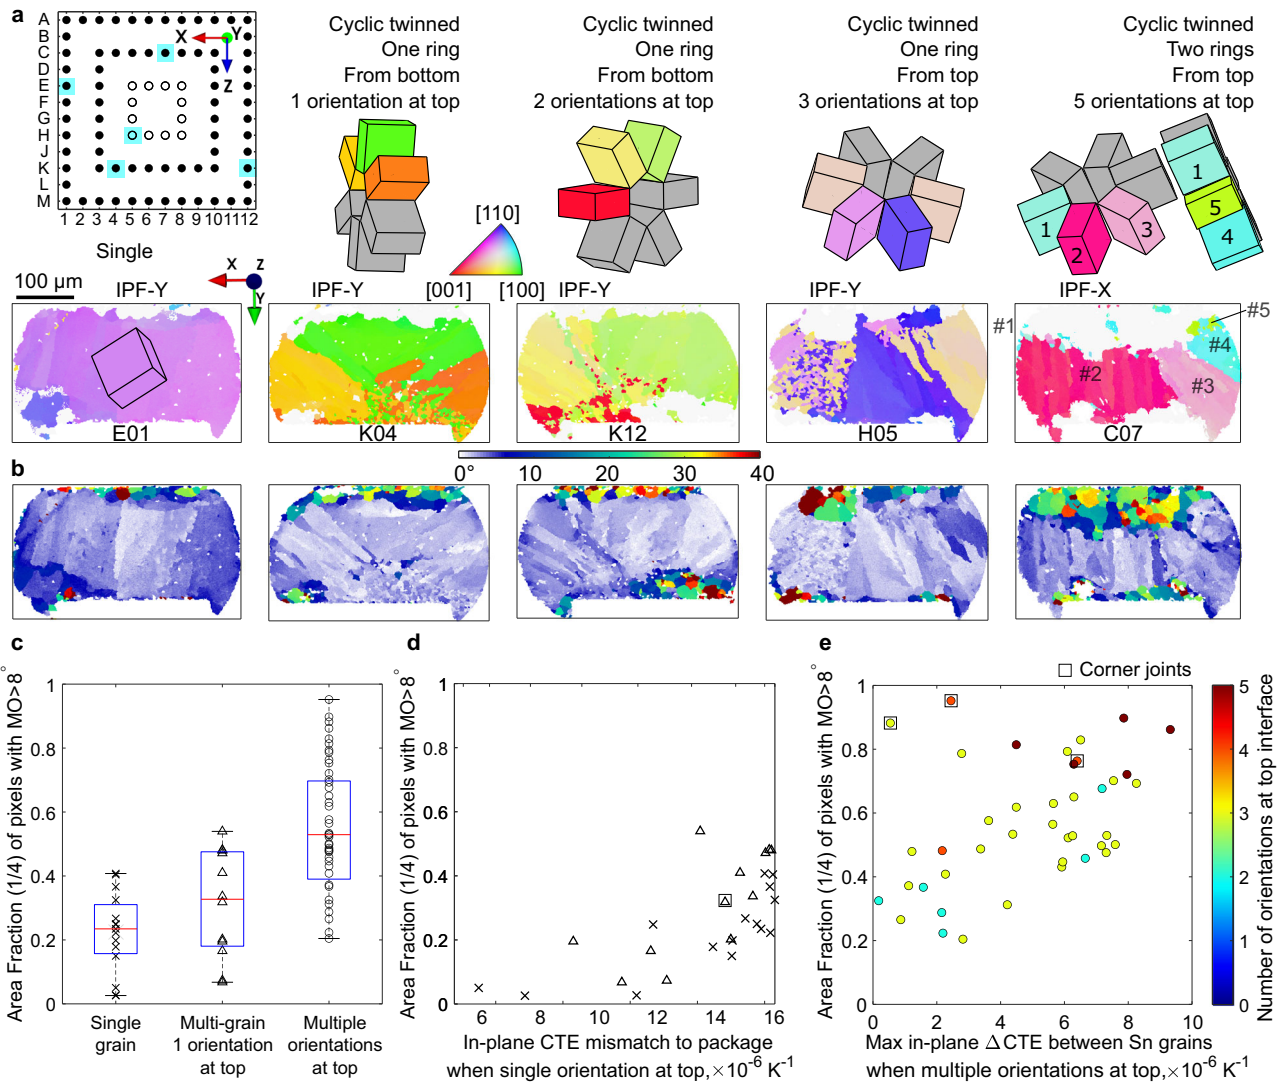 a
A
B
C
D
E
F
G
H
J
K
L
M
1 2 3 4 5 6 7 8 9 10 11 12
X
Y
Z
Single
Cyclic twinned
One ring
From bottom
1 orientation at top
Cyclic twinned
One ring
From bottom
2 orientations at top
Cyclic twinned
One ring
From top
3 orientations at top
Cyclic twinned
Two rings
From top
5 orientations at top
[110]
[001]
[100]
1
2
3
1
5
4
100 µm
X
Z
Y
IPF-Y
IPF-Y
IPF-Y
IPF-Y
IPF-X
#1
#2
#3
#4
#5
E01
K04
K12
H05
C07
b
0° 10 20 30 40
c
Area Fraction (1/4) of pixels with MO>8°
1
0.8
0.6
0.4
0.2
0
Single
grain
Multi-grain
1 orientation
at top
Multiple
orientations
at top
d
Area Fraction (1/4) of pixels with MO>8°
1
0.8
0.6
0.4
0.2
0
6 8 10 12 14 16
In-plane CTE mismatch to package
when single orientation at top,×10⁻⁶ K⁻¹
e
Corner joints
Area Fraction (1/4) of pixels with MO>8°
1
0.8
0.6
0.4
0.2
0
0 2 4 6 8 10
Max in-plane ΔCTE between Sn grains
when multiple orientations at top,×10⁻⁶ K⁻¹
5
4
3
2
1
0
Number of orientations at top interface